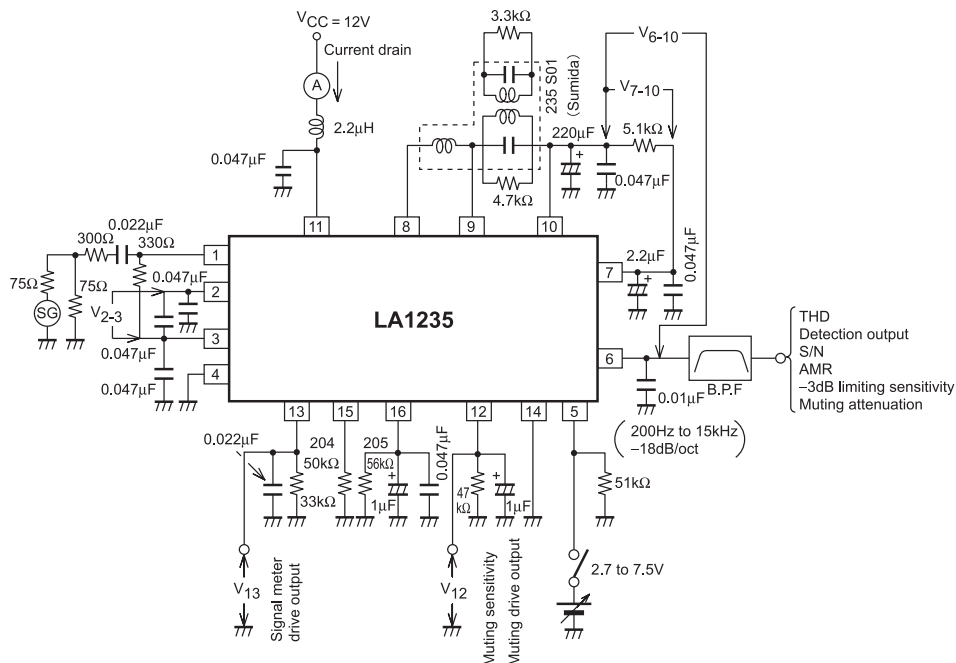 VCC = 12V
Current drain
A
2.2μH
0.047μF
3.3kΩ
235 S01
(Sumida)
V6-10
V7-10
220μF
5.1kΩ
0.047μF
4.7kΩ
11
8
9
10
0.022μF
300Ω
330Ω
75Ω
75Ω
SG
V2-3
0.047μF
0.047μF
0.047μF
1
2
3
4
LA1235
7
6
2.2μF
0.047μF
0.01μF
B.P.F
200Hz to 15kHz
–18dB/oct
THD
Detection output
S/N
AMR
–3dB limiting sensitivity
Muting attenuation
13
15
16
12
14
5
0.022μF
33kΩ
204
50kΩ
205
56kΩ
1μF
0.047μF
47
kΩ
1μF
51kΩ
2.7 to 7.5V
V13
Signal meter
drive output
V12
Muting sensitivity
Muting drive output